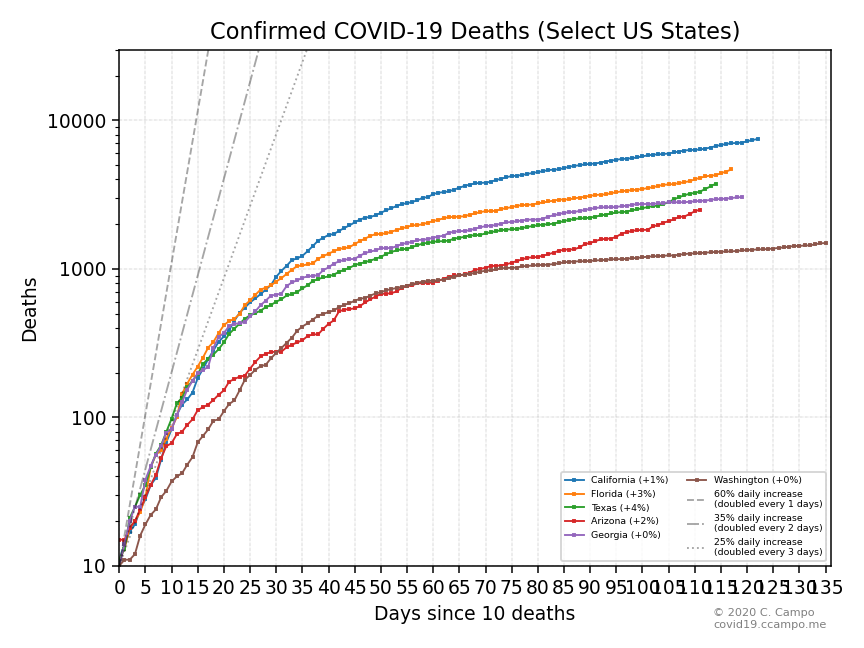 Confirmed COVID-19 Deaths (Select US States)
10000
1000
100
10
Deaths
California (+1%)
Florida (+3%)
Texas (+4%)
Arizona (+2%)
Georgia (+0%)
Washington (+0%)
60% daily increase
(doubled every 1 days)
35% daily increase
(doubled every 2 days)
25% daily increase
(doubled every 3 days)
0 5 10 15 20 25 30 35 40 45 50 55 60 65 70 75 80 85 90 95 100 105 110 115 120 125 130 135
Days since 10 deaths
© 2020 C. Campo
covid19.ccampo.me